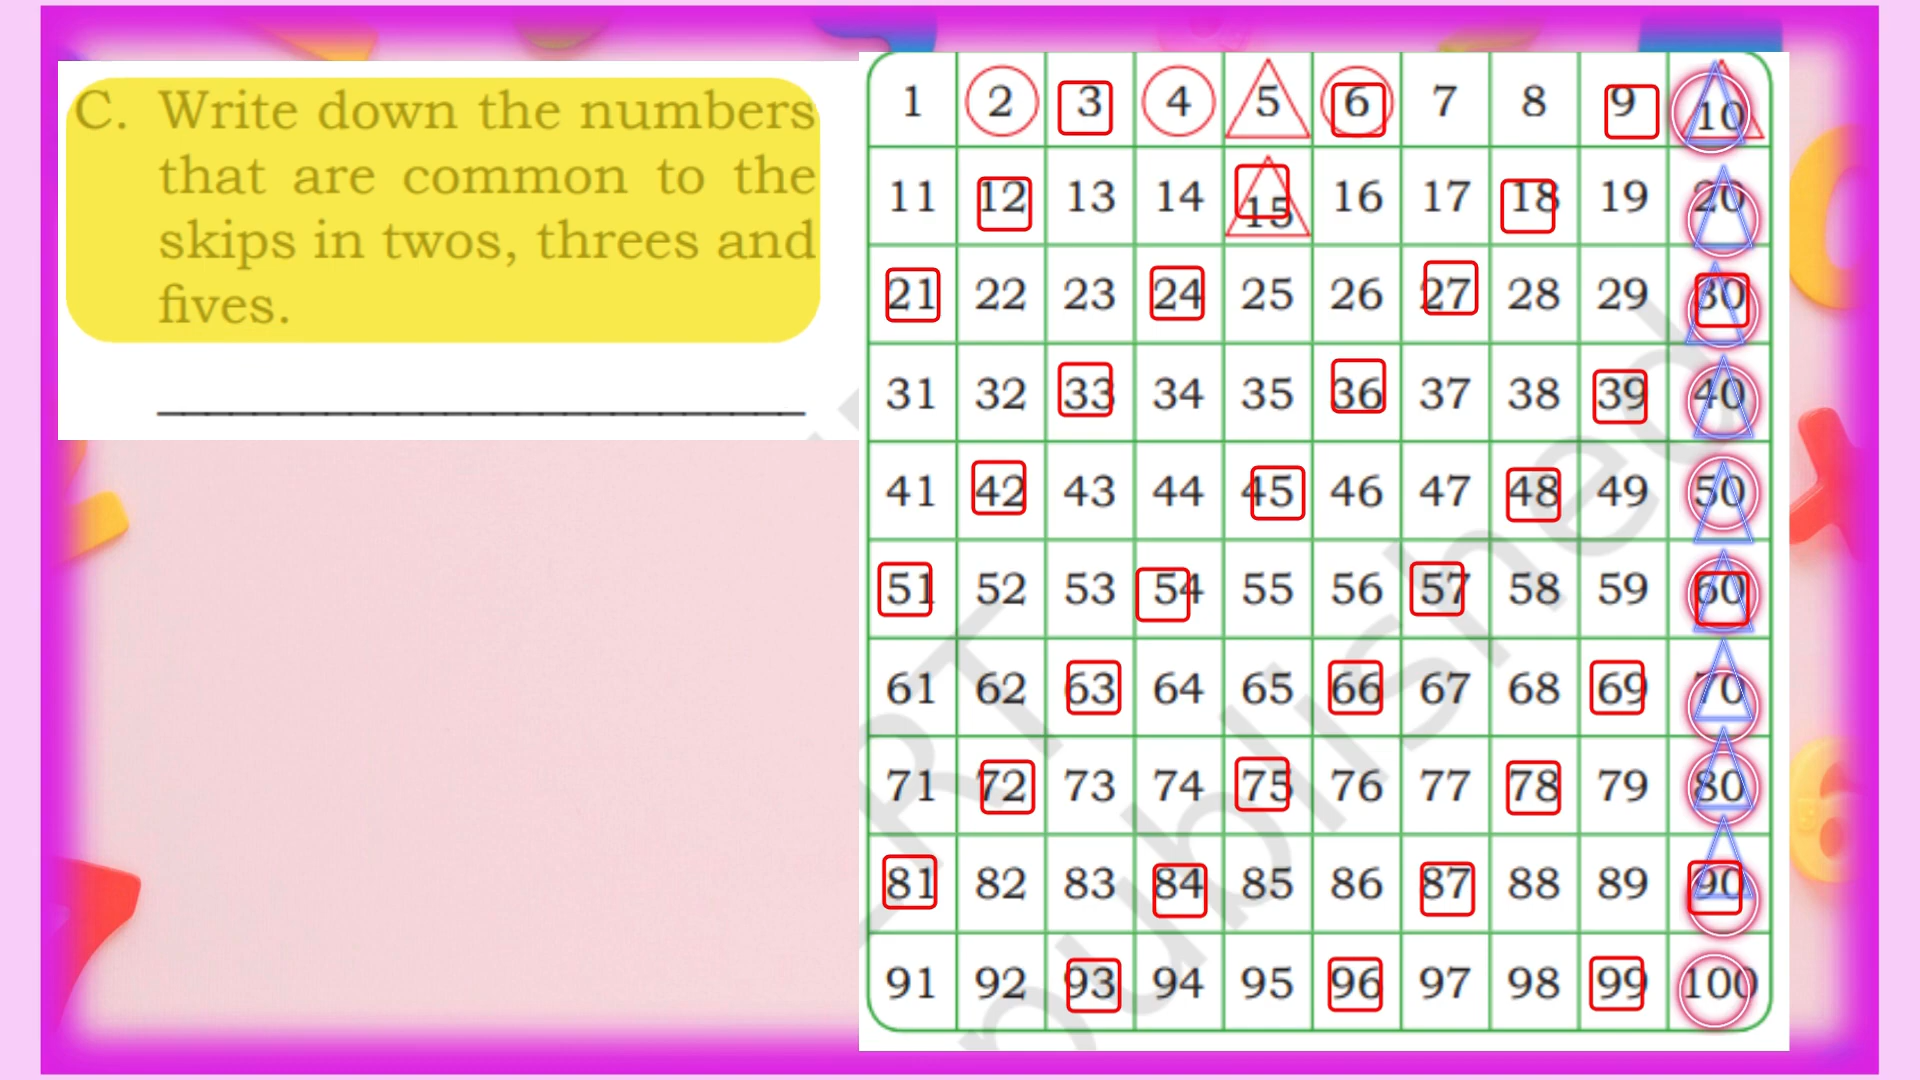 C. Write down the numbers
that are common to the
skips in twos, threes and
fives.
1 2 3 4 5 6 7 8 9 10
11 12 13 14 15 16 17 18 19 20
21 22 23 24 25 26 27 28 29 30
31 32 33 34 35 36 37 38 39 40
41 42 43 44 45 46 47 48 49 50
51 52 53 54 55 56 57 58 59 60
61 62 63 64 65 66 67 68 69 70
71 72 73 74 75 76 77 78 79 80
81 82 83 84 85 86 87 88 89 90
91 92 93 94 95 96 97 98 99 100
published